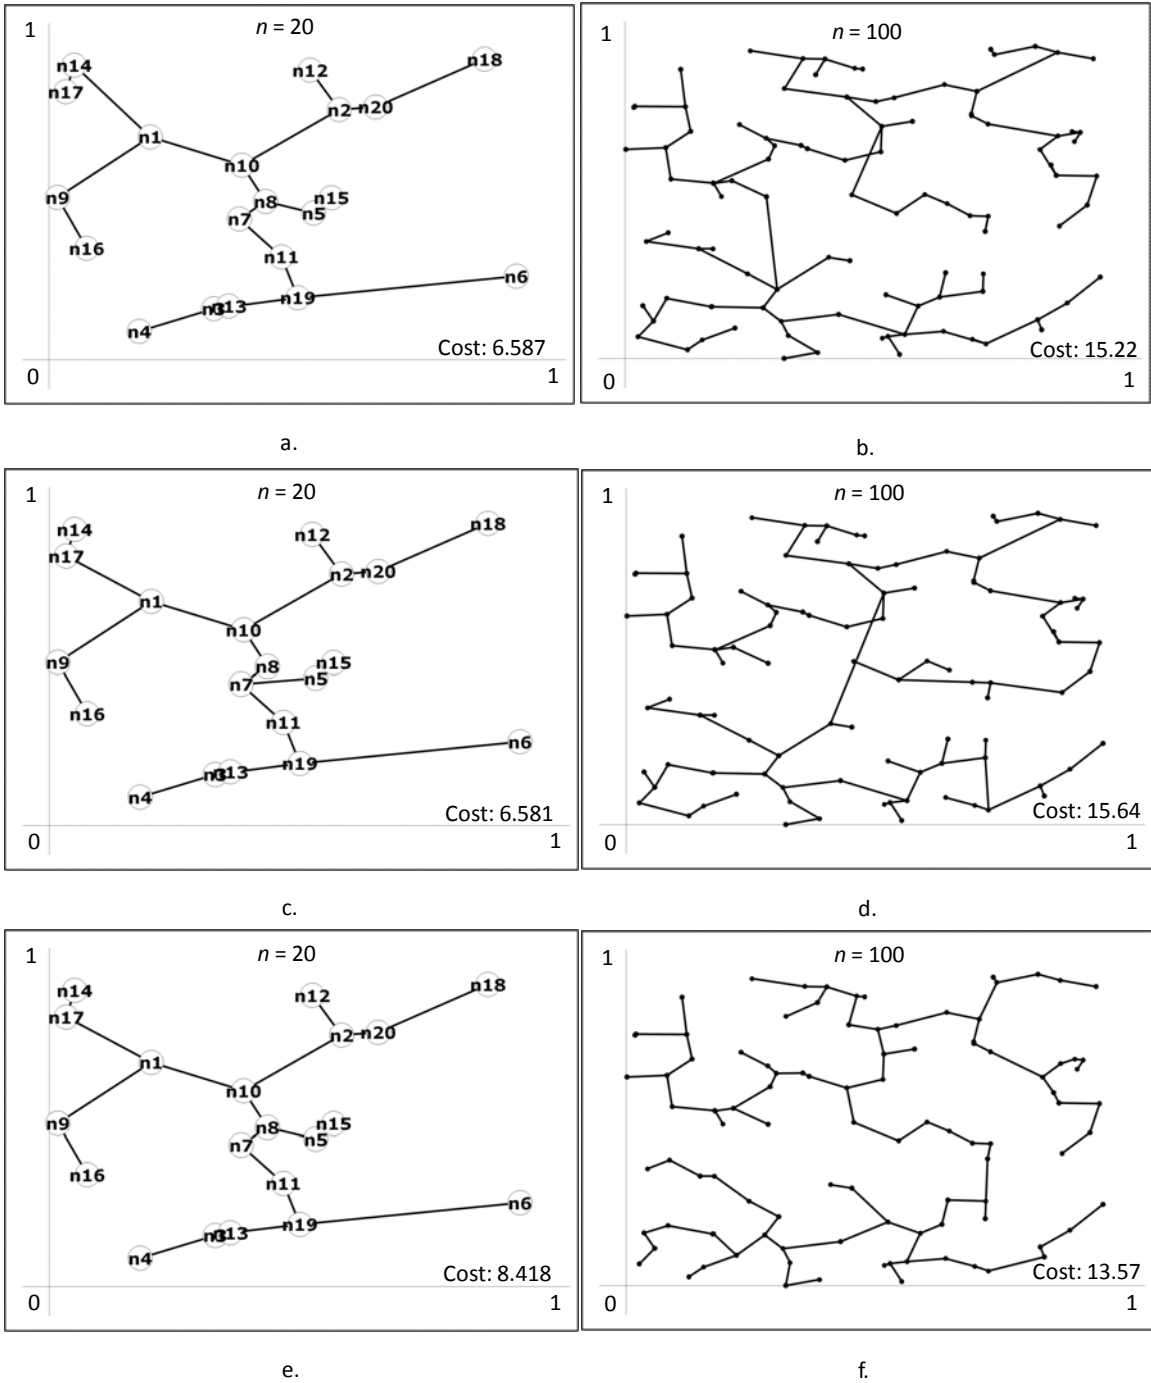 1
n = 20
n14
n17
n12
n18
n2
n20
n1
n10
n9
n8
n15
n5
n7
n16
n11
n6
n19
n3
n13
n4
Cost: 6.587
0
1
a.
1
n = 100
Cost: 15.22
0
1
b.
1
n = 20
n14
n17
n12
n18
n2
n20
n1
n10
n9
n8
n15
n5
n7
n16
n11
n6
n19
n3
n13
n4
Cost: 6.581
0
1
c.
1
n = 100
Cost: 15.64
0
1
d.
1
n = 20
n14
n17
n12
n18
n2
n20
n1
n10
n9
n8
n15
n5
n7
n16
n11
n6
n19
n3
n13
n4
Cost: 8.418
0
1
e.
1
n = 100
Cost: 13.57
0
1
f.